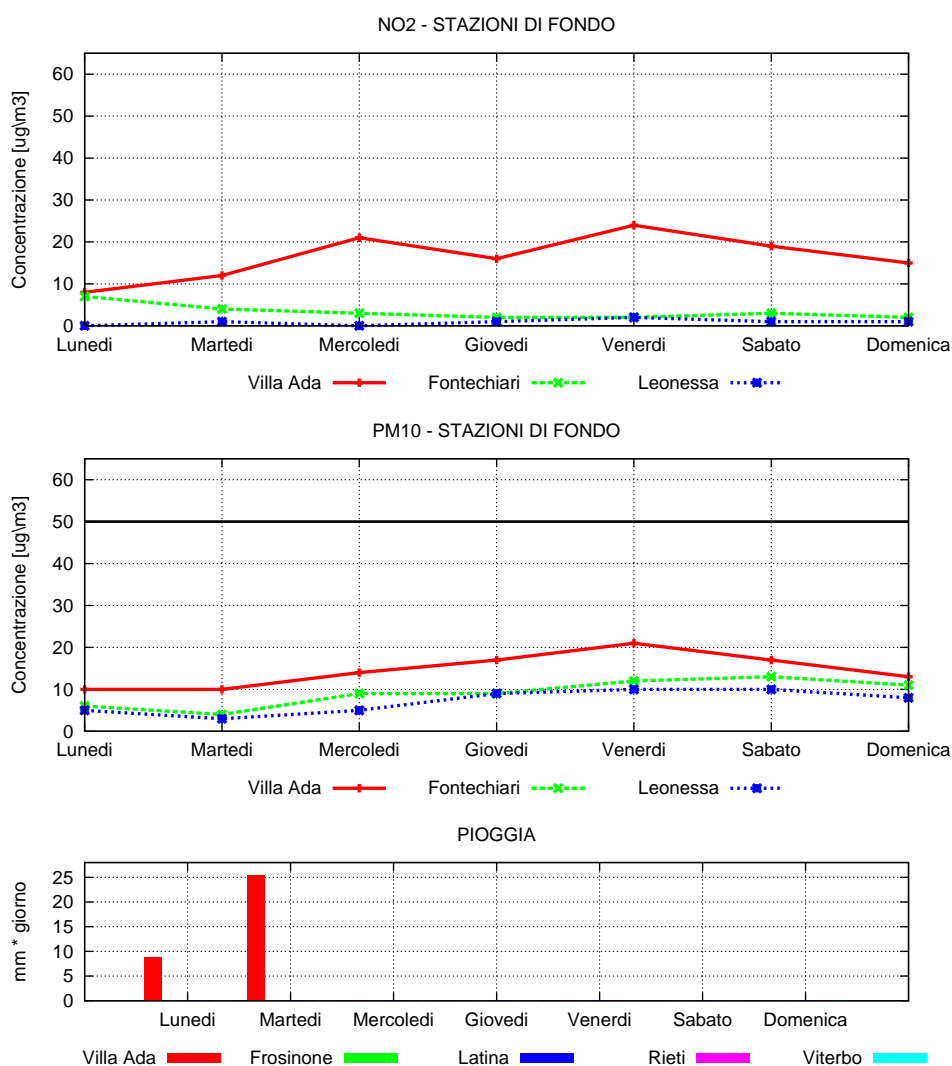 NO2 - STAZIONI DI FONDO
Concentrazione [ug\m3]
60
50
40
30
20
10
0
Lunedi Martedi Mercoledi Giovedi Venerdi Sabato Domenica
Villa Ada Fontechiari Leonessa
PM10 - STAZIONI DI FONDO
Concentrazione [ug\m3]
60
50
40
30
20
10
0
Lunedi Martedi Mercoledi Giovedi Venerdi Sabato Domenica
Villa Ada Fontechiari Leonessa
PIOGGIA
mm * giorno
25
20
15
10
5
0
Lunedi Martedi Mercoledi Giovedi Venerdi Sabato Domenica
Villa Ada Frosinone Latina Rieti Viterbo